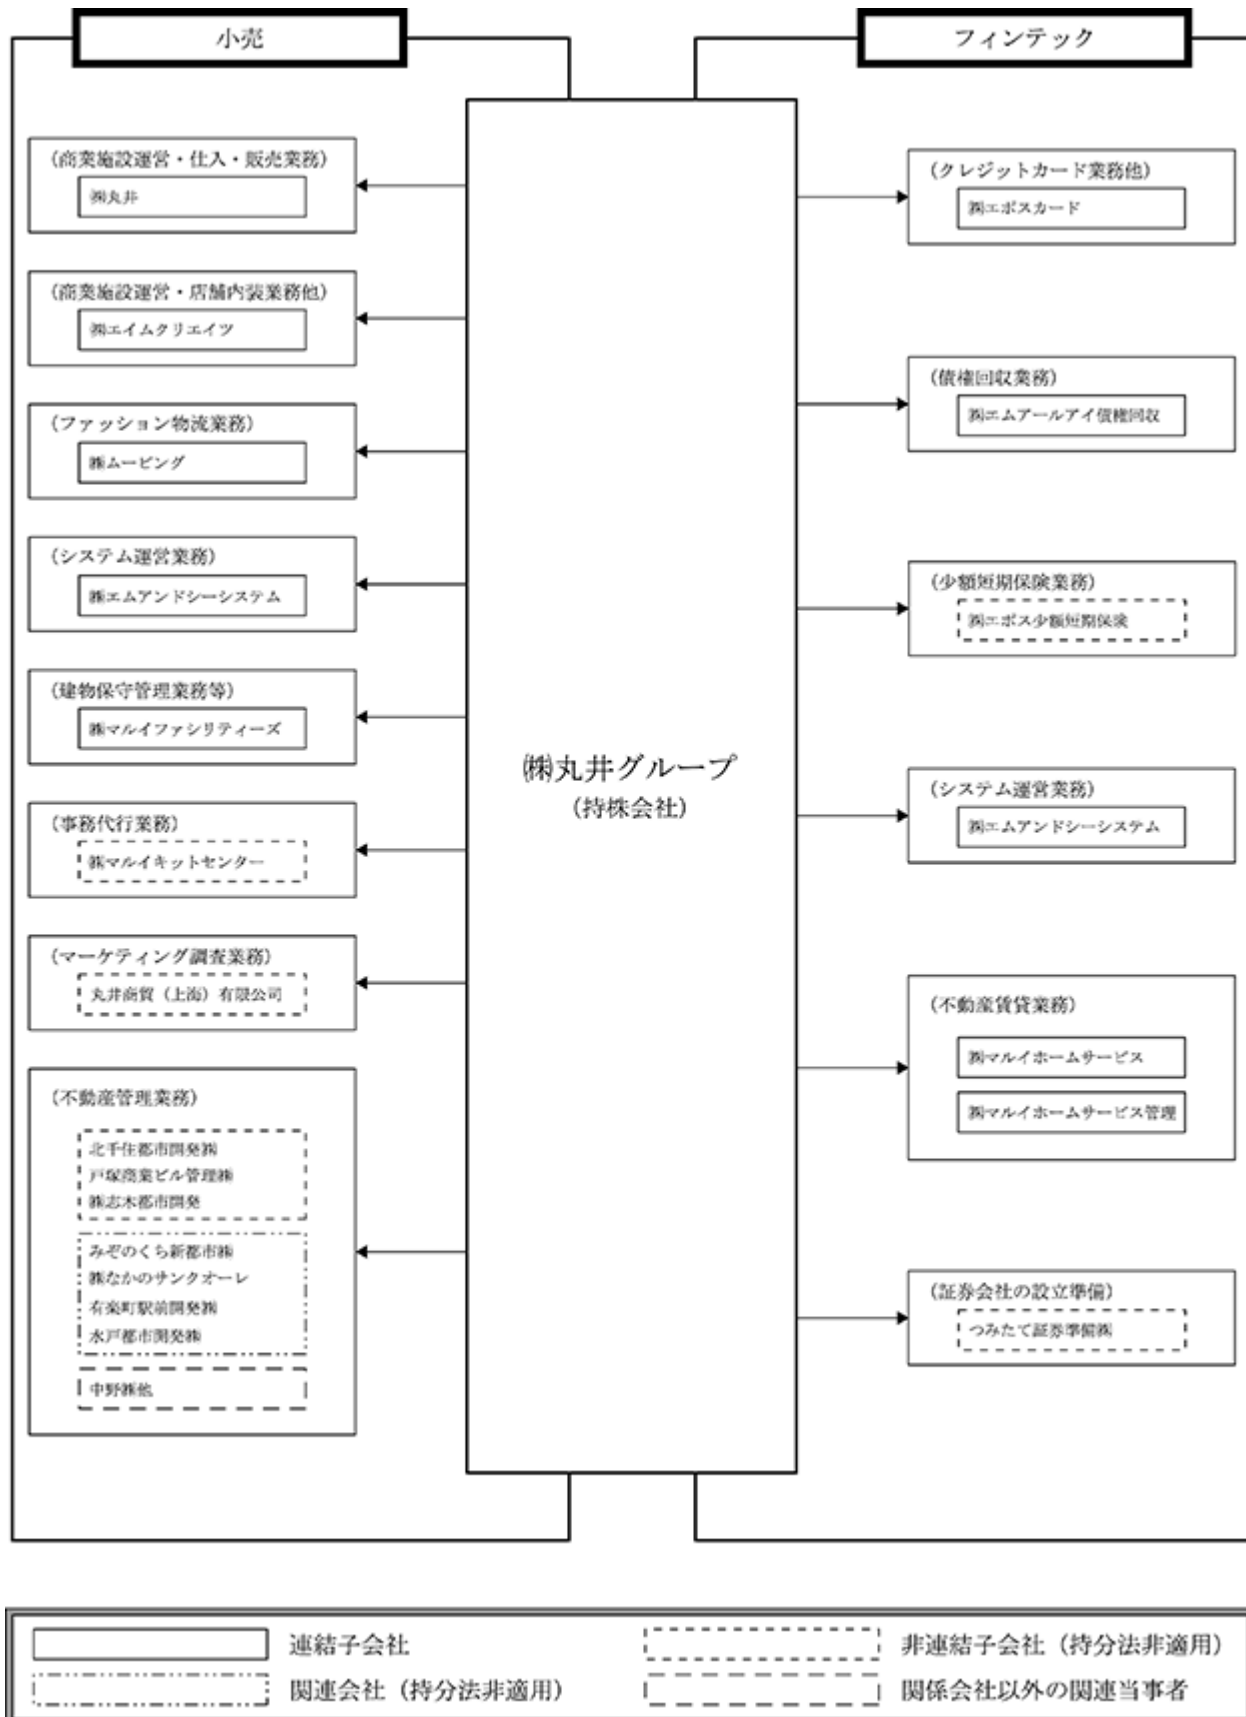 小売
(商業施設運営・仕入・販売業務)
㈱丸井
(商業施設運営・店舗内装業務他)
㈱エイムクリエイツ
(ファッション物流業務)
㈱ムービング
(システム運営業務)
㈱エムアンドシーシステム
(建物保守管理業務等)
㈱マルイファシリティーズ
(事務代行業務)
㈱マルイキットセンター
(マーケティング調査業務)
丸井商貿（上海）有限公司
(不動産管理業務)
北千住都市開発㈱
戸塚商業ビル管理㈱
㈱志木都市開発
みぞのくち新都市㈱
㈱なかのサンクオーレ
有楽町駅前開発㈱
水戸都市開発㈱
中野㈱他
㈱丸井グループ
(持株会社)
フィンテック
(クレジットカード業務他)
㈱エポスカード
(債権回収業務)
㈱エムアールアイ債権回収
(少額短期保険業務)
㈱エポス少額短期保険
(システム運営業務)
㈱エムアンドシーシステム
(不動産賃貸業務)
㈱マルイホームサービス
㈱マルイホームサービス管理
(証券会社の設立準備)
つみたて証券準備㈱
連結子会社
非連結子会社（持分法非適用）
関連会社（持分法非適用）
関係会社以外の関連当事者